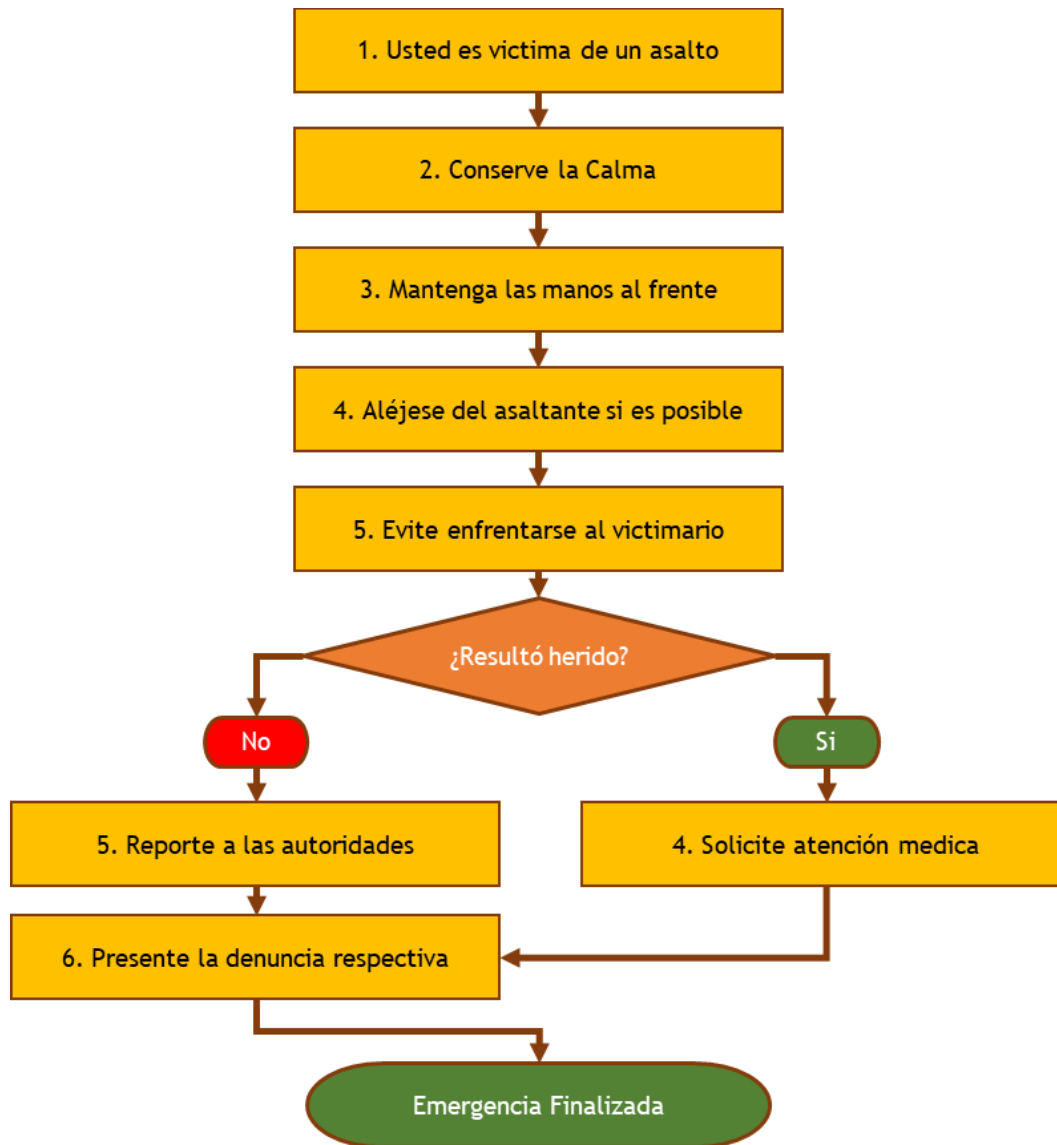 1. Usted es victima de un asalto
2. Conserve la Calma
3. Mantenga las manos al frente
4. Aléjese del asaltante si es posible
5. Evite enfrentarse al victimario
¿Resultó herido?
No
Si
5. Reporte a las autoridades
4. Solicite atención medica
6. Presente la denuncia respectiva
Emergencia Finalizada